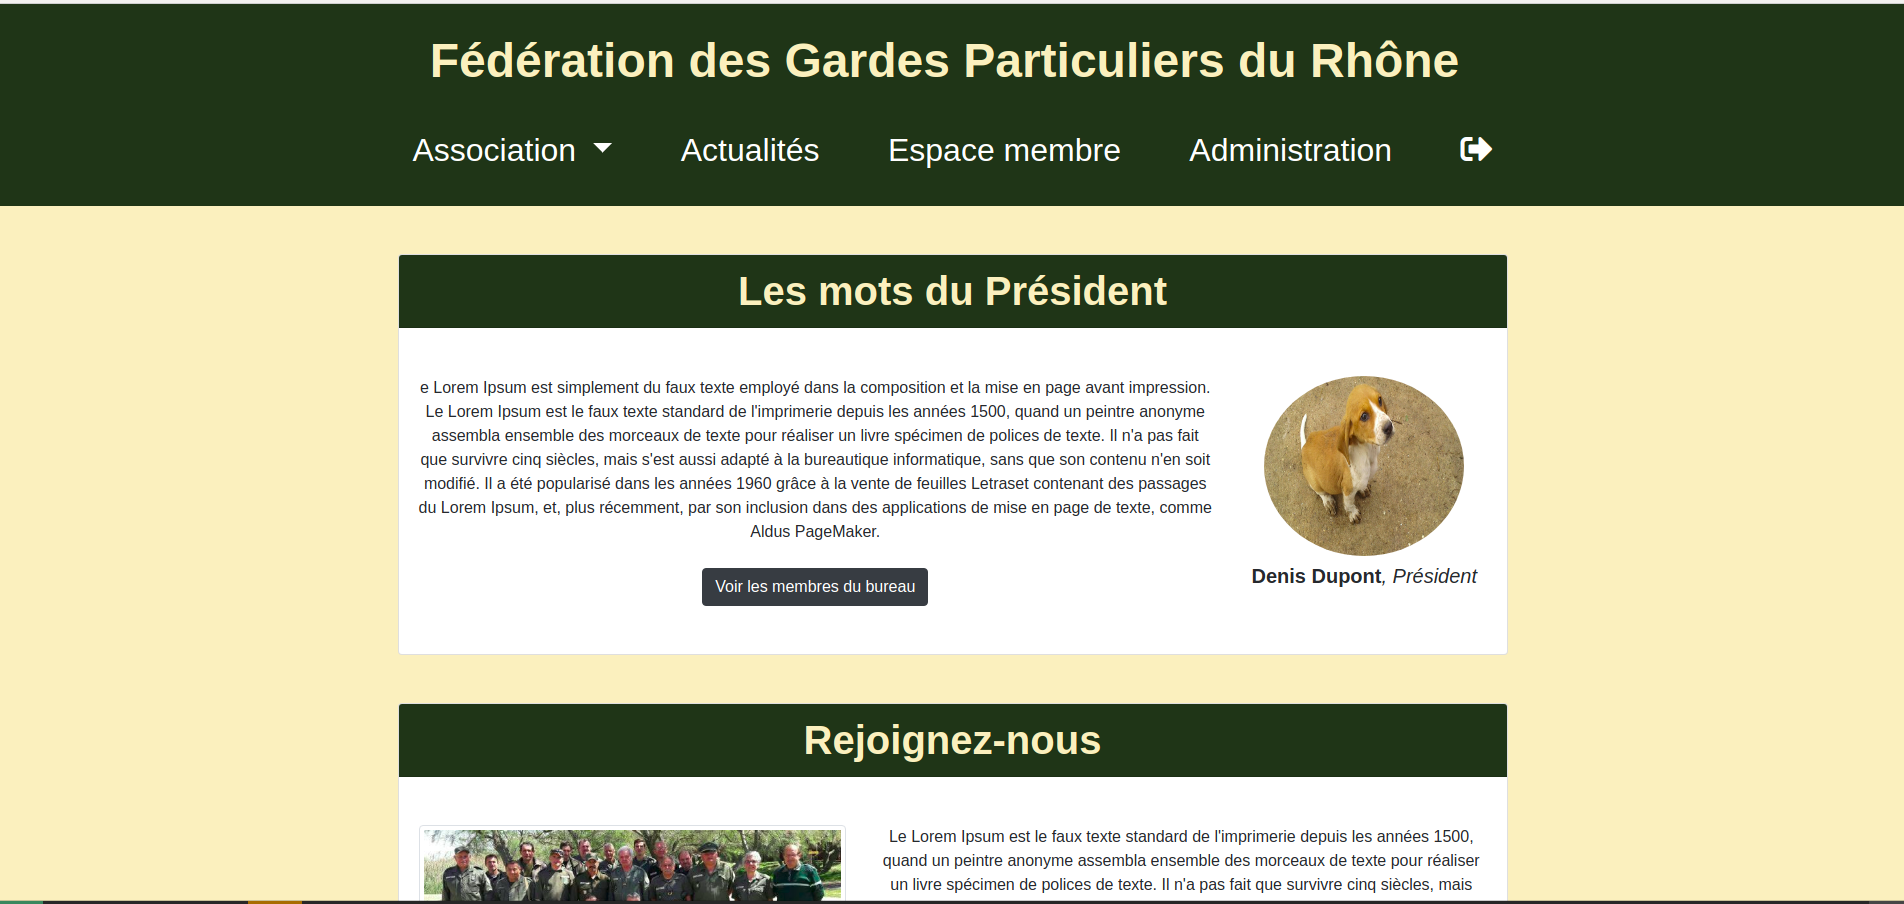 Fédération des Gardes Particuliers du Rhône
Association
Actualités
Espace membre
Administration
Les mots du Président
e Lorem Ipsum est simplement du faux texte employé dans la composition et la mise en page avant impression.
Le Lorem Ipsum est le faux texte standard de l'imprimerie depuis les années 1500, quand un peintre anonyme
assembla ensemble des morceaux de texte pour réaliser un livre spécimen de polices de texte. Il n'a pas fait
que survivre cinq siècles, mais s'est aussi adapté à la bureautique informatique, sans que son contenu n'en soit
modifié. Il a été popularisé dans les années 1960 grâce à la vente de feuilles Letraset contenant des passages
du Lorem Ipsum, et, plus récemment, par son inclusion dans des applications de mise en page de texte, comme
Aldus PageMaker.
Voir les membres du bureau
Denis Dupont, Président
Rejoignez-nous
Le Lorem Ipsum est le faux texte standard de l'imprimerie depuis les années 1500,
quand un peintre anonyme assembla ensemble des morceaux de texte pour réaliser
un livre spécimen de polices de texte. Il n'a pas fait que survivre cinq siècles, mais